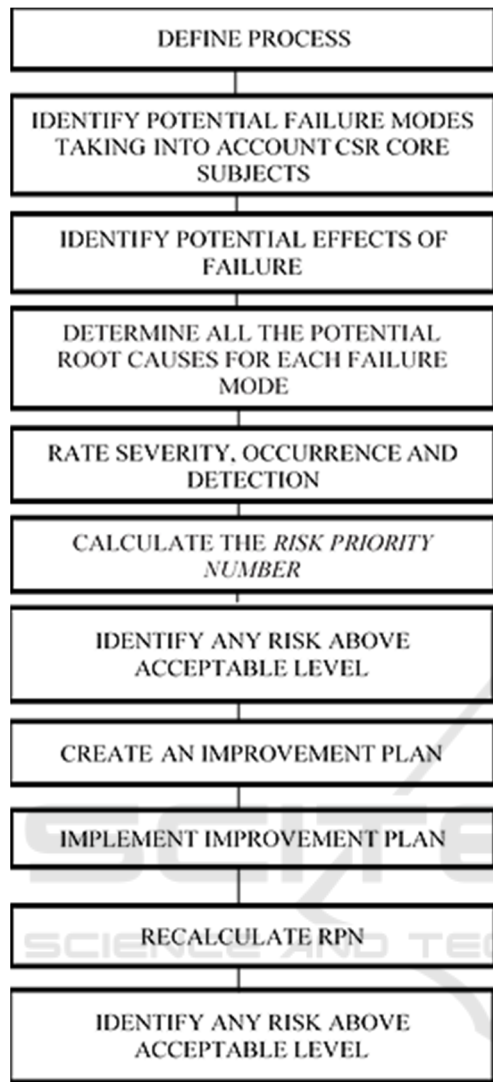 DEFINE PROCESS
IDENTIFY POTENTIAL FAILURE MODES
TAKING INTO ACCOUNT CSR CORE
SUBJECTS
IDENTIFY POTENTIAL EFFECTS OF
FAILURE
DETERMINE ALL THE POTENTIAL
ROOT CAUSES FOR EACH FAILURE
MODE
RATE SEVERITY, OCCURRENCE AND
DETECTION
CALCULATE THE RISK PRIORITY
NUMBER
IDENTIFY ANY RISK ABOVE
ACCEPTABLE LEVEL
CREATE AN IMPROVEMENT PLAN
IMPLEMENT IMPROVEMENT PLAN
RECALCULATE RPN
SCIENCE AND
IDENTIFY ANY RISK ABOVE
ACCEPTABLE LEVEL